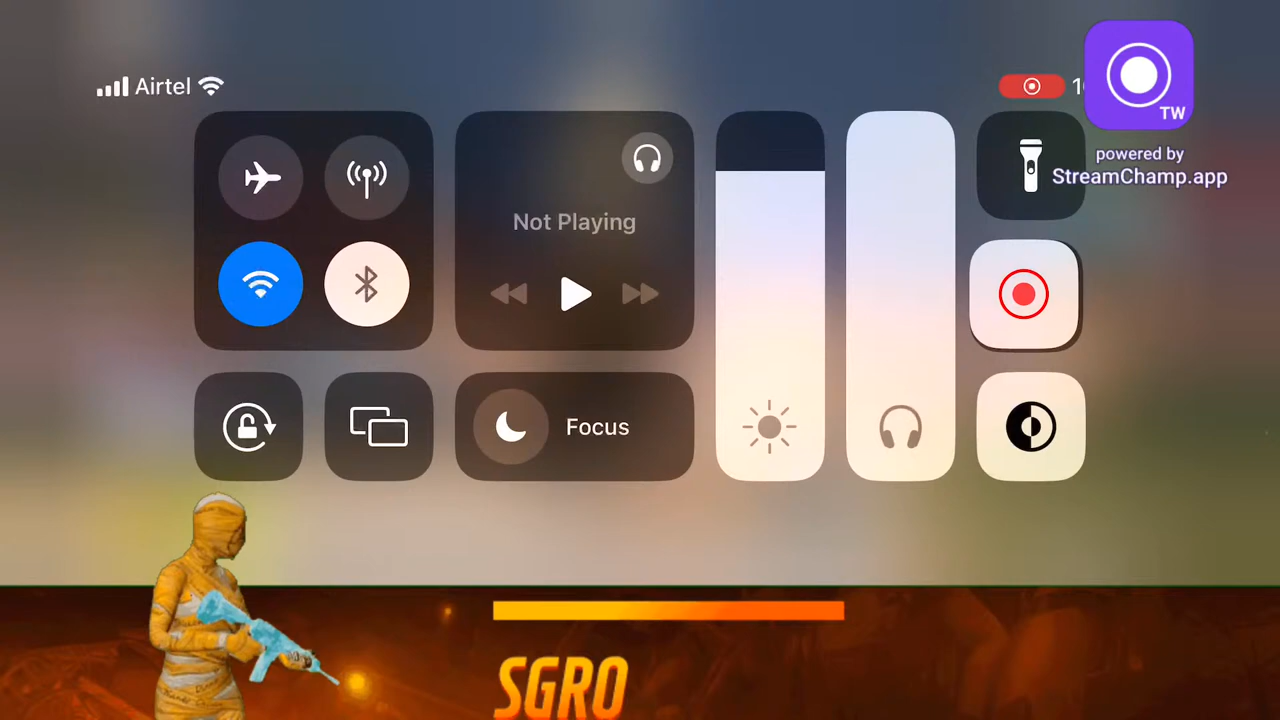 Airtel
TW
powered by
StreamChamp.app
Not Playing
Focus
SGRO